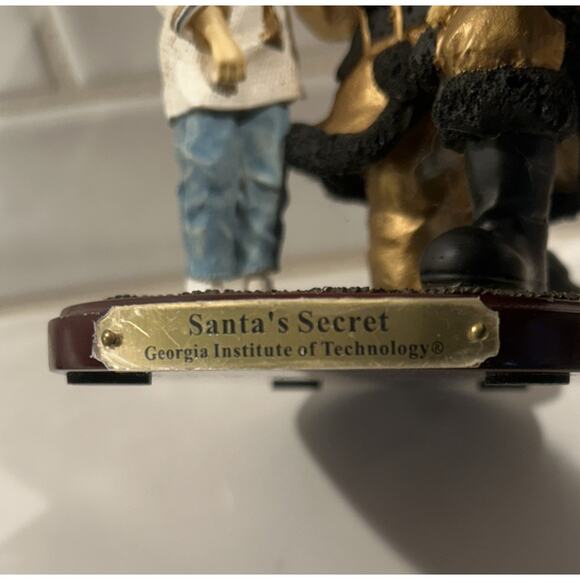 Santa's Secret
Georgia Institute of Technology®